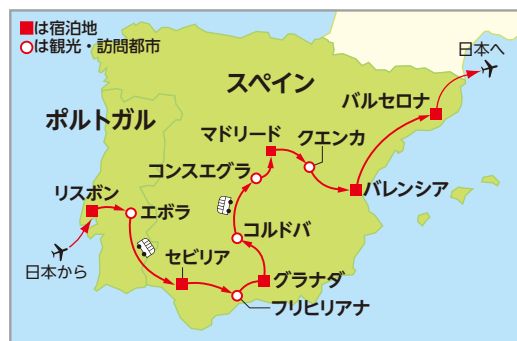 ■は宿泊地
○は観光・訪問都市
日本へ
スペイン
バルセロナ
ポルトガル
マドリード
クエンカ
コンスエグラ
リスボン
エボラ
バレンシア
コルドバ
日本から
セビリア
グラナダ
フリヒリアナ